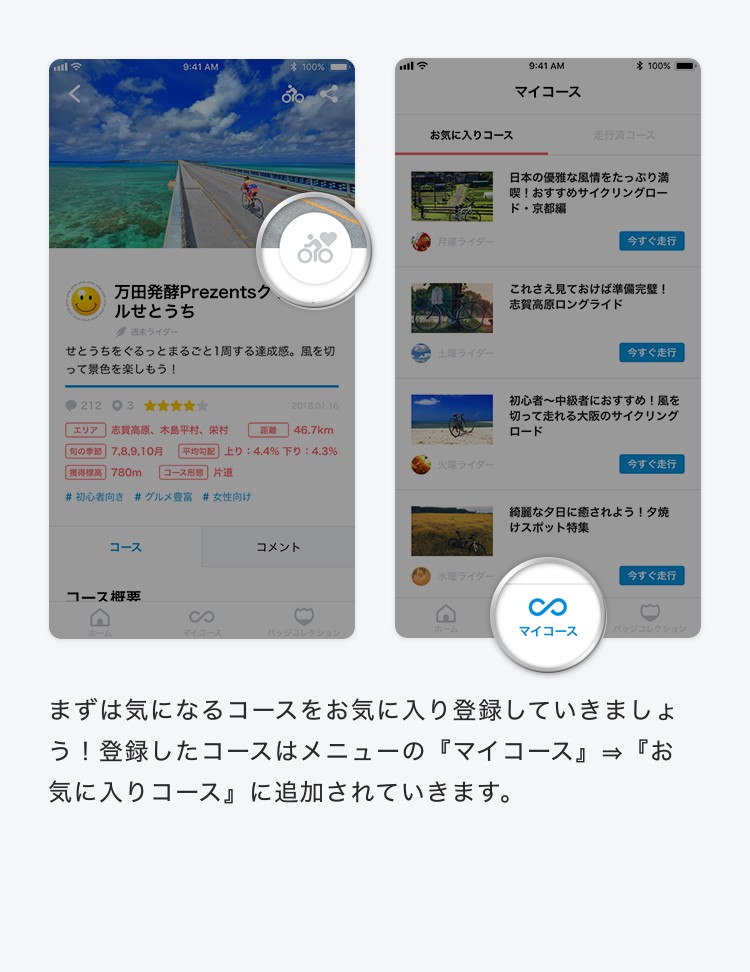 9:41 AM
100%
万田発酵Prezentsク
ルせとうち
週末ライダー
せとうちをぐるっとまるごと1周する達成感。風を切
って景色を楽しもう！
212 3 2018.01.16
エリア 志賀高原、木島平村、栄村 距離 46.7km
旬の季節 7,8,9,10月 平均勾配 上り：4.4% 下り：4.3%
獲得標高 780m コース形態 片道
# 初心者向き # グルメ豊富 # 女性向け
コース コメント
コース概要
ホーム マイコース バッジコレクション
9:41 AM
100%
マイコース
お気に入りコース 走行済コース
日本の優雅な風情をたっぷり満
喫！おすすめサイクリングロー
ド・京都編
月曜ライダー 今すぐ走行
これさえ見ておけば準備完璧！
志賀高原ロングライド
土曜ライダー 今すぐ走行
初心者〜中級者におすすめ！風を
切って走れる大阪のサイクリング
ロード
火曜ライダー 今すぐ走行
綺麗な夕日に癒されよう！夕焼
けスポット特集
水曜ライダー 今すぐ走行
ホーム マイコース バッジコレクション
まずは気になるコースをお気に入り登録していきましょ
う！登録したコースはメニューの『マイコース』⇒『お
気に入りコース』に追加されていきます。